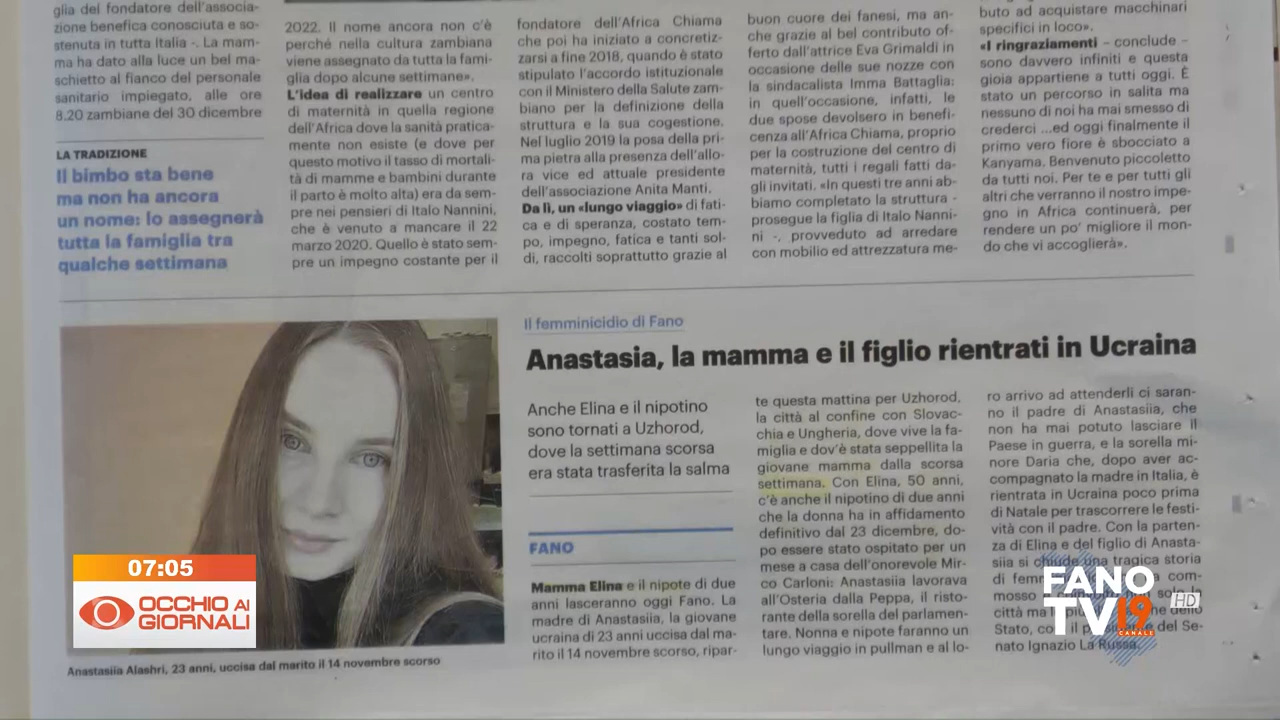 glia del fondatore dell'associa-
zione benefica conosciuta e so-
stenuta in tutta Italia -. La mam-
ma ha dato alla luce un bel ma-
schietto al fianco del personale
sanitario impiegato, alle ore
8.20 zambiane del 30 dicembre
LA TRADIZIONE
Il bimbo sta bene
ma non ha ancora
un nome: lo assegnerà
tutta la famiglia tra
qualche settimana
2022. Il nome ancora non c'è
perché nella cultura zambiana
viene assegnato da tutta la fami-
glia dopo alcune settimane».
L'idea di realizzare un centro
di maternità in quella regione
dell'Africa dove la sanità pratica-
mente non esiste (e dove per
questo motivo il tasso di mortali-
tà di mamme e bambini durante
il parto è molto alta) era da sem-
pre nei pensieri di Italo Nannini,
che è venuto a mancare il 22
marzo 2020. Quello è stato sem-
pre un impegno costante per il
fondatore dell'Africa Chiama
che poi ha iniziato a concretiz-
zarsi a fine 2018, quando è stato
stipulato l'accordo istituzionale
con il Ministero della Salute zam-
biano per la definizione della
struttura e la sua cogestione.
Nel luglio 2019 la posa della pri-
ma pietra alla presenza dell'allo-
ra vice ed attuale presidente
dell'associazione Anita Manti.
Da lì, un «lungo viaggio» di fati-
ca e di speranza, costato tem-
po, impegno, fatica e tanti sol-
di, raccolti soprattutto grazie al
buon cuore dei fanesi, ma an-
che grazie al bel contributo of-
ferto dall'attrice Eva Grimaldi in
occasione delle sue nozze con
la sindacalista Imma Battaglia:
in quell'occasione, infatti, le
due spose devolsero in benefi-
cenza all'Africa Chiama, proprio
per la costruzione del centro di
maternità, tutti i regali fatti da-
gli invitati. «In questi tre anni ab-
biamo completato la struttura -
prosegue la figlia di Italo Nanni-
ni -, provveduto ad arredare
con mobilio ed attrezzatura me-
buto ad acquistare macchinari
specifici in loco».
«I ringraziamenti – conclude –
sono davvero infiniti e questa
gioia appartiene a tutti oggi. È
stato un percorso in salita ma
nessuno di noi ha mai smesso di
crederci ...ed oggi finalmente il
primo vero fiore è sbocciato a
Kanyama. Benvenuto piccoletto
da tutti noi. Per te e per tutti gli
altri che verranno il nostro impe-
gno in Africa continuerà, per
rendere un po' migliore il mon-
do che vi accoglierà».
Il femminicidio di Fano
Anastasia, la mamma e il figlio rientrati in Ucraina
Anche Elina e il nipotino
sono tornati a Uzhorod,
dove la settimana scorsa
era stata trasferita la salma
FANO
Mamma Elina e il nipote di due
anni lasceranno oggi Fano. La
madre di Anastasiia, la giovane
ucraina di 23 anni uccisa dal ma-
rito il 14 novembre scorso, ripar-
te questa mattina per Uzhorod,
la città al confine con Slovac-
chia e Ungheria, dove vive la fa-
miglia e dov'è stata seppellita la
giovane mamma dalla scorsa
settimana. Con Elina, 50 anni,
c'è anche il nipotino di due anni
che la donna ha in affidamento
definitivo dal 23 dicembre, do-
po essere stato ospitato per un
mese a casa dell'onorevole Mir-
co Carloni: Anastasiia lavorava
all'Osteria dalla Peppa, il risto-
rante della sorella del parlamen-
tare. Nonna e nipote faranno un
lungo viaggio in pullman e al lo-
ro arrivo ad attenderli ci saran-
no il padre di Anastasiia, che
non ha mai potuto lasciare il
Paese in guerra, e la sorella mi-
nore Daria che, dopo aver ac-
compagnato la madre in Italia, è
rientrata in Ucraina poco prima
di Natale per trascorrere le festi-
vità con il padre. Con la parten-
za di Elina e del figlio di Anasta-
siia si chiude una tragica storia
di com-
mosso non solo la
città ma dello
Stato, del Se-
nato Ignazio La Russa.
Anastasiia Alashri, 23 anni, uccisa dal marito il 14 novembre scorso
07:05
OCCHIO AI
GIORNALI
FANO
TV 19
CANALE
HD